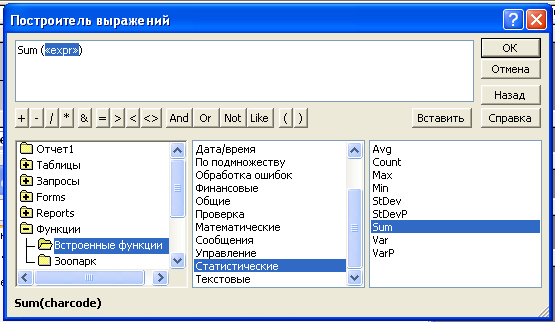 Построитель выражений
Sum («expr»)
OK
Отмена
Назад
+ - / * & = > < <> And Or Not Like ( ) Вставить Справка
Отчет1
Таблицы
Запросы
Forms
Reports
Функции
Встроенные функции
Зоопарк
Дата/время
По подмножеству
Обработка ошибок
Финансовые
Общие
Проверка
Математические
Сообщения
Управление
Статистические
Текстовые
Avg
Count
Max
Min
StDev
StDevP
Sum
Var
VarP
Sum(charcode)